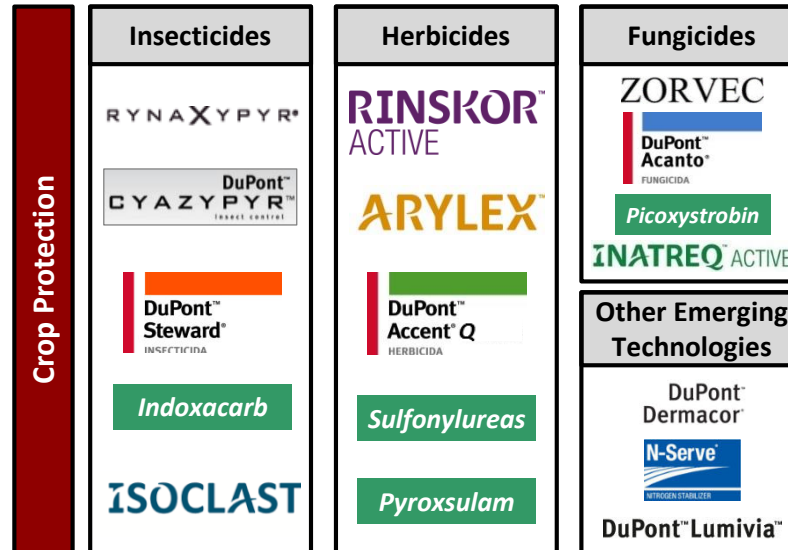 Crop Protection
Insecticides
RYNAXYPYR®
DuPont™
CYAZYPYR™
insect control
DuPont™
Steward®
INSECTICIDA
Indoxacarb
ISOCLAST
Herbicides
RINSKOR™
ACTIVE
ARYLEX™
DuPont™
Accent® Q
HERBICIDA
Sulfonylureas
Pyroxsulam
Fungicides
ZORVEC
DuPont™
Acanto®
FUNGICIDA
Picoxystrobin
INATREQ™ ACTIVE
Other Emerging
Technologies
DuPont™
Dermacor®
N-Serve®
NITROGEN STABILIZER
DuPont™ Lumivia™